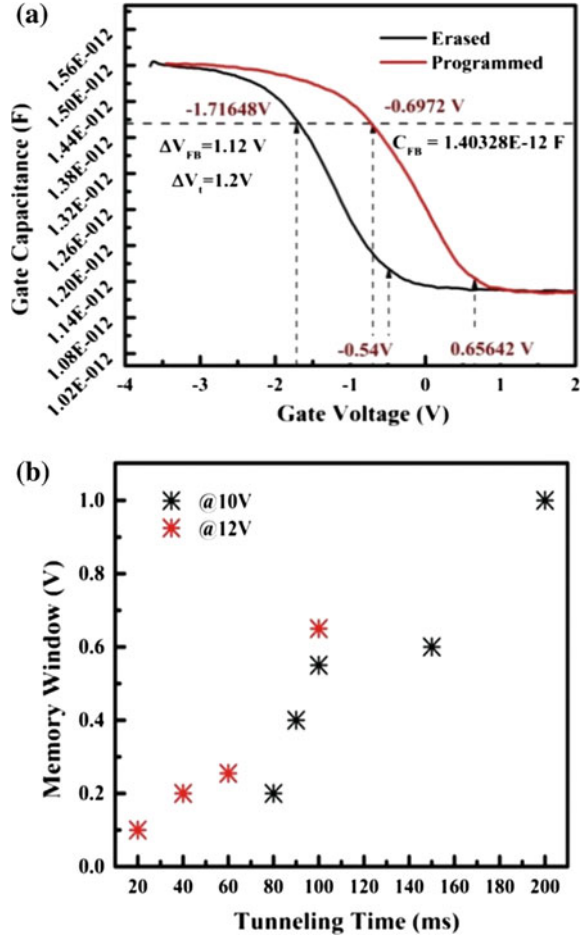 (a)
Gate Capacitance (F)
1.56E-012
1.50E-012
1.44E-012
1.38E-012
1.32E-012
1.26E-012
1.20E-012
1.14E-012
1.08E-012
1.02E-012
Erased
Programmed
-1.71648V
-0.6972 V
ΔV_FB=1.12 V
C_FB = 1.40328E-12 F
ΔV_t=1.2V
-0.54V
0.65642 V
-4 -3 -2 -1 0 1 2
Gate Voltage (V)
(b)
Memory Window (V)
1.0
0.8
0.6
0.4
0.2
0.0
@10V
@12V
20 40 60 80 100 120 140 160 180 200
Tunneling Time (ms)